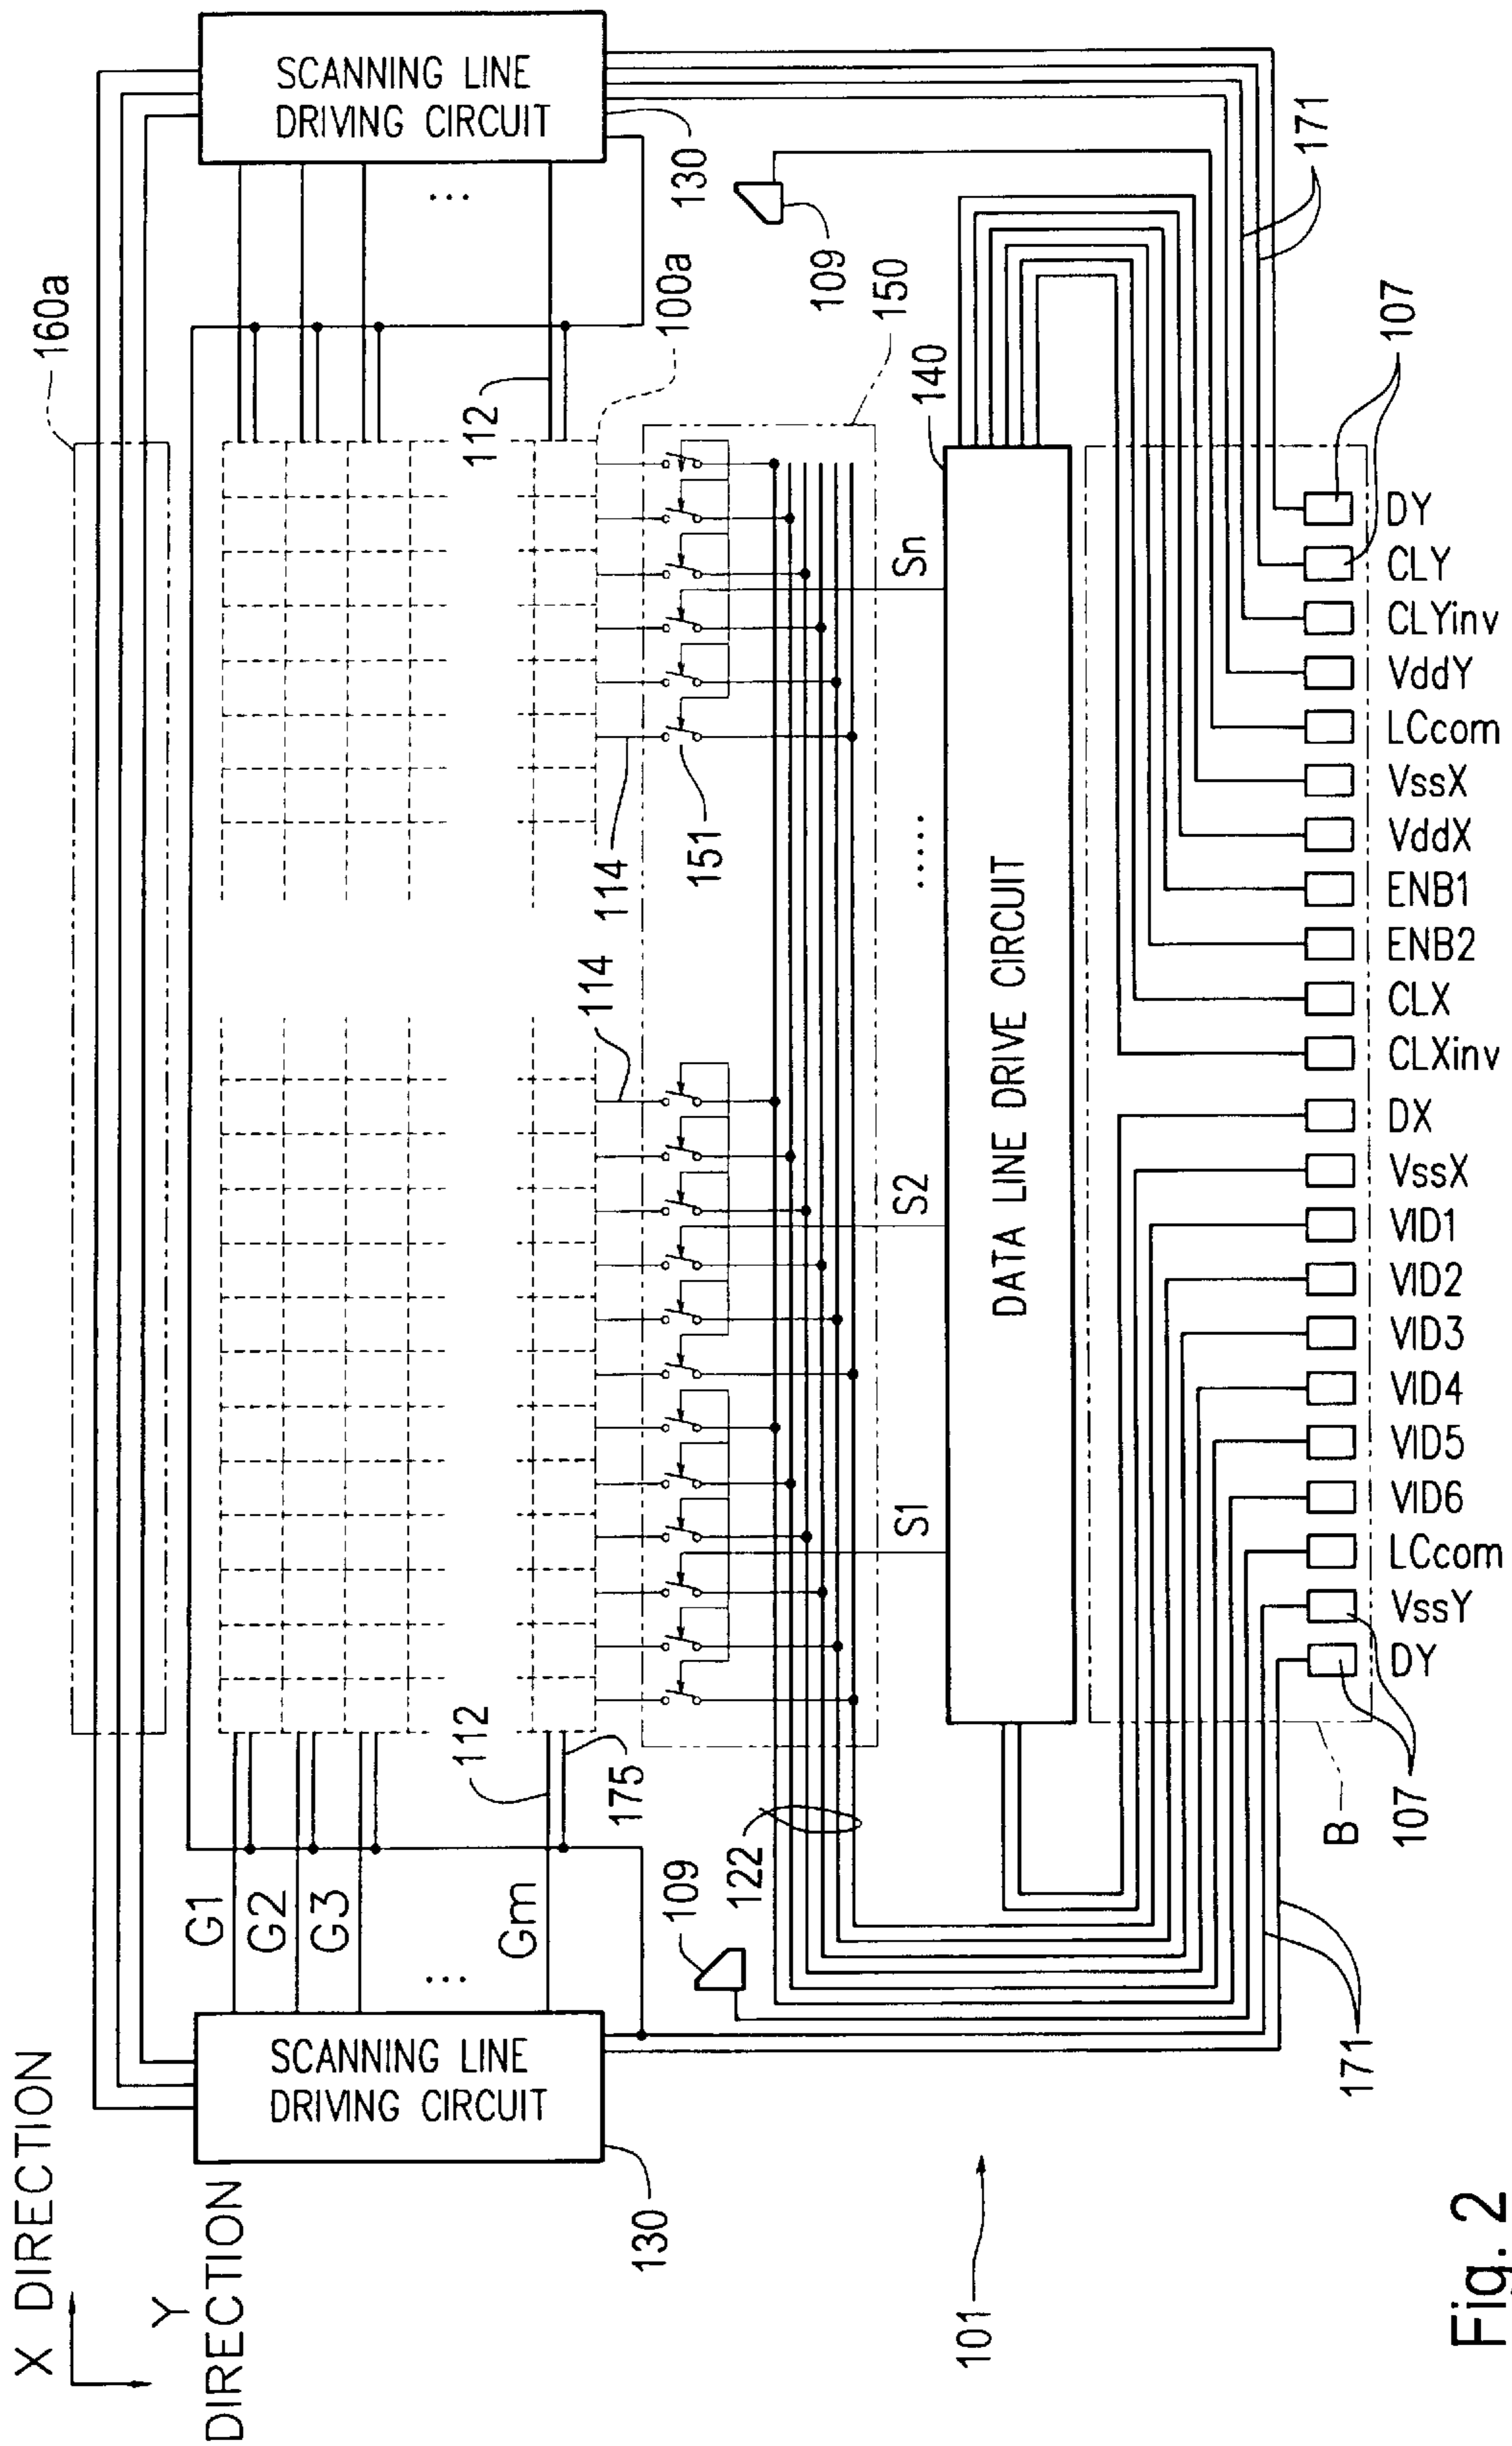 X DIRECTION
Y
DIRECTION
160a
SCANNING LINE
DRIVING CIRCUIT
130
SCANNING LINE
DRIVING CIRCUIT
130
G1
G2
G3
...
Gm
...
112
175
112
100a
114
114
151
109
109
122
150
S1
S2
......
Sn
140
DATA LINE DRIVE CIRCUIT
101
171
171
B
107
107
DY
VssY
LCcom
VID6
VID5
VID4
VID3
VID2
VID1
VssX
DX
CLXinv
CLX
ENB2
ENB1
VddX
VssX
LCcom
VddY
CLYinv
CLY
DY
Fig. 2